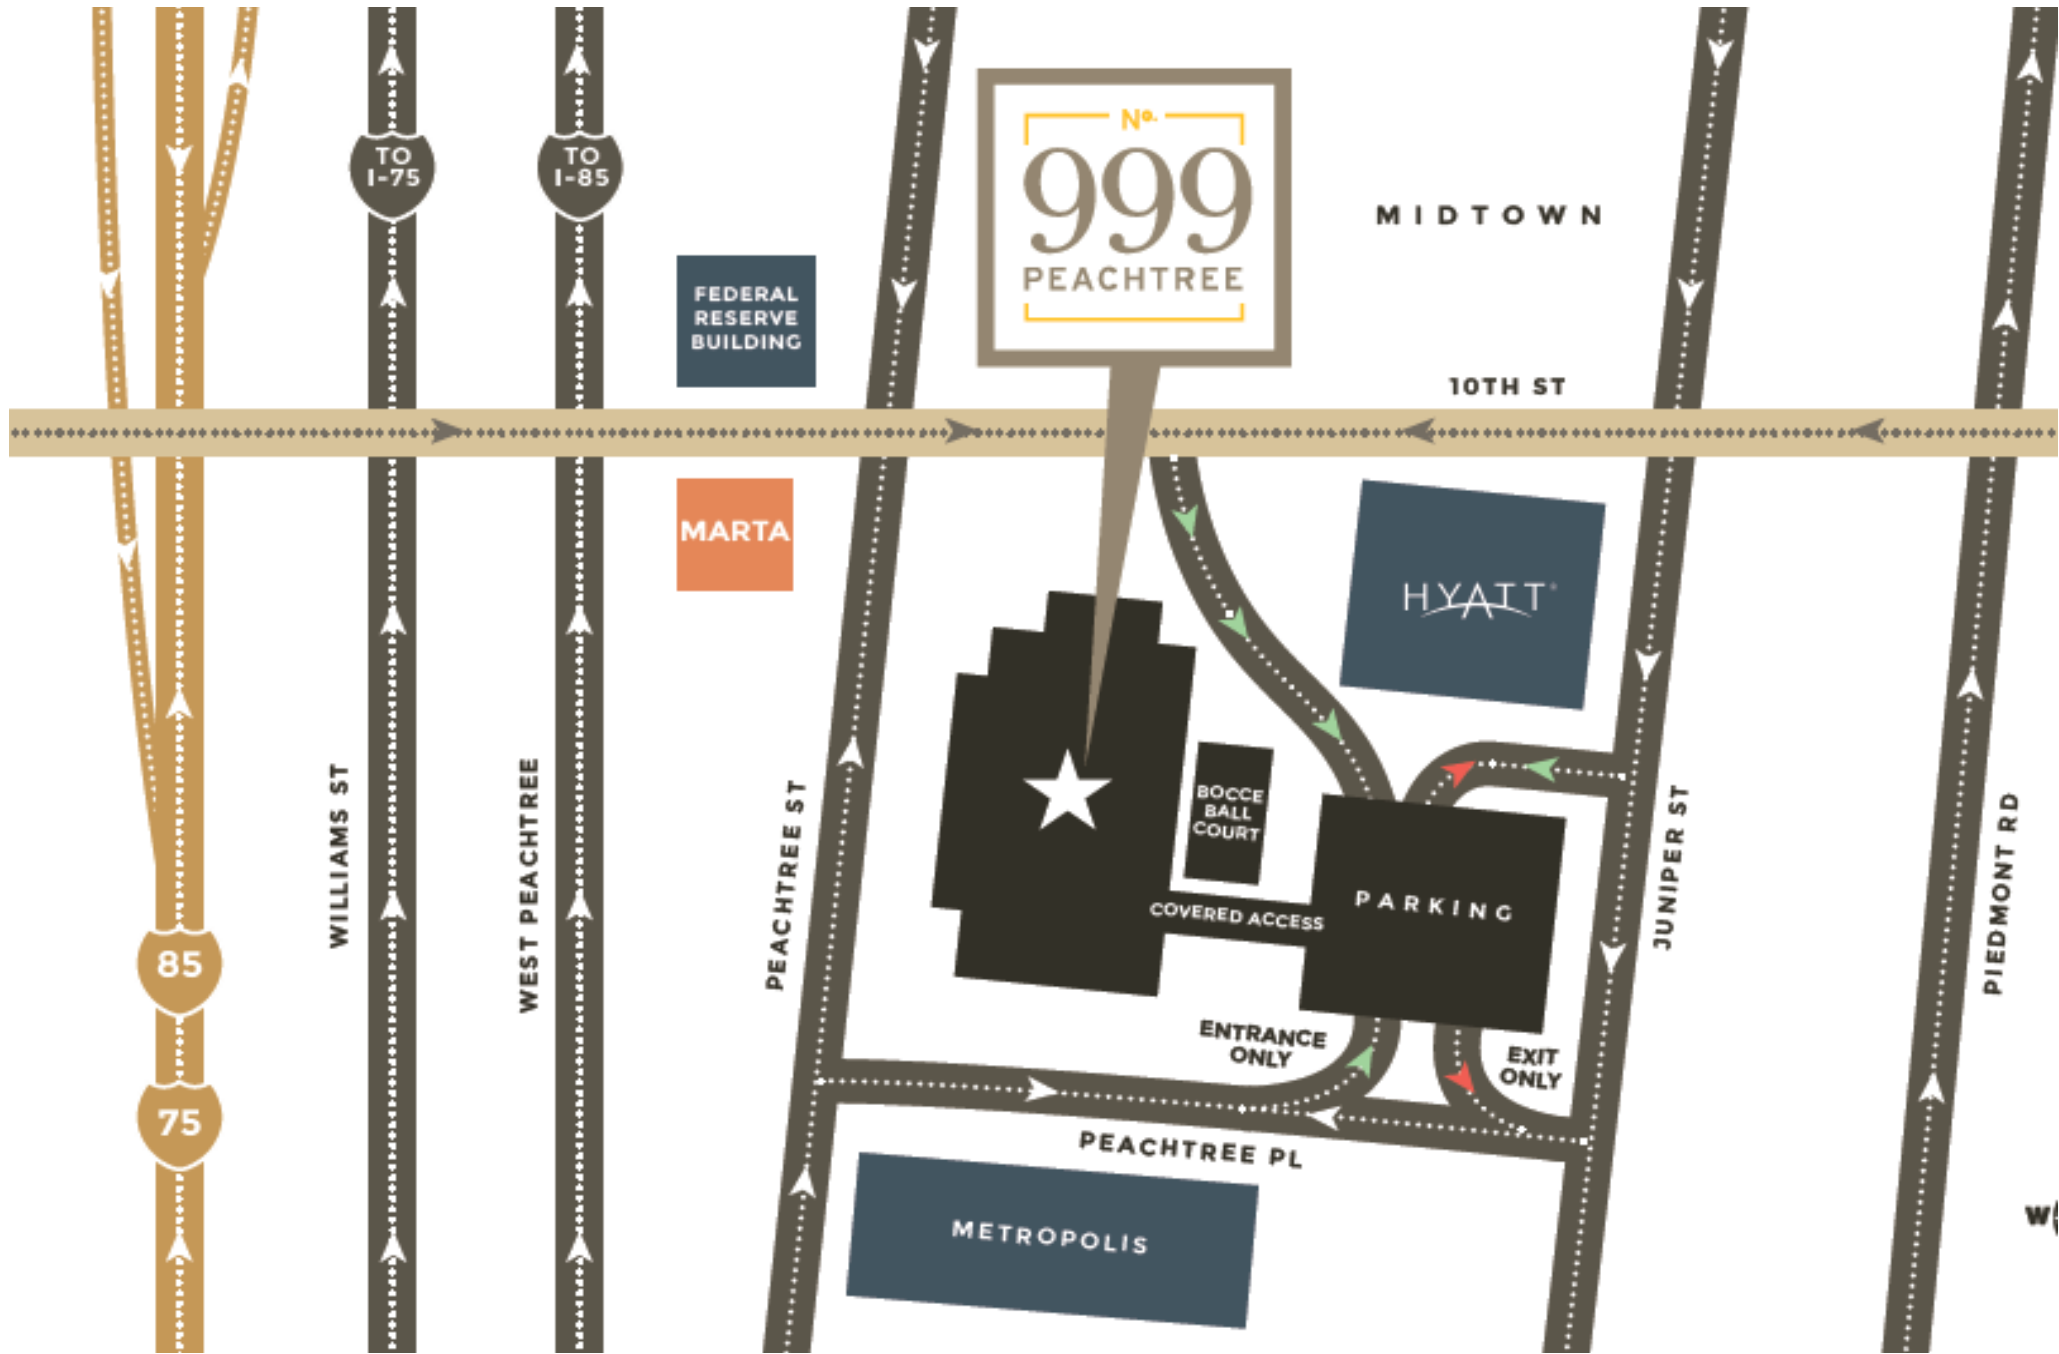 No.
999
PEACHTREE
TO
I-75
TO
I-85
MIDTOWN
FEDERAL
RESERVE
BUILDING
10TH ST
MARTA
HYATT
WILLIAMS ST
WEST PEACHTREE
PEACHTREE ST
BOCCE
BALL
COURT
COVERED ACCESS
PARKING
JUNIPER ST
PIEDMONT RD
85
75
ENTRANCE
ONLY
EXIT
ONLY
PEACHTREE PL
METROPOLIS
W